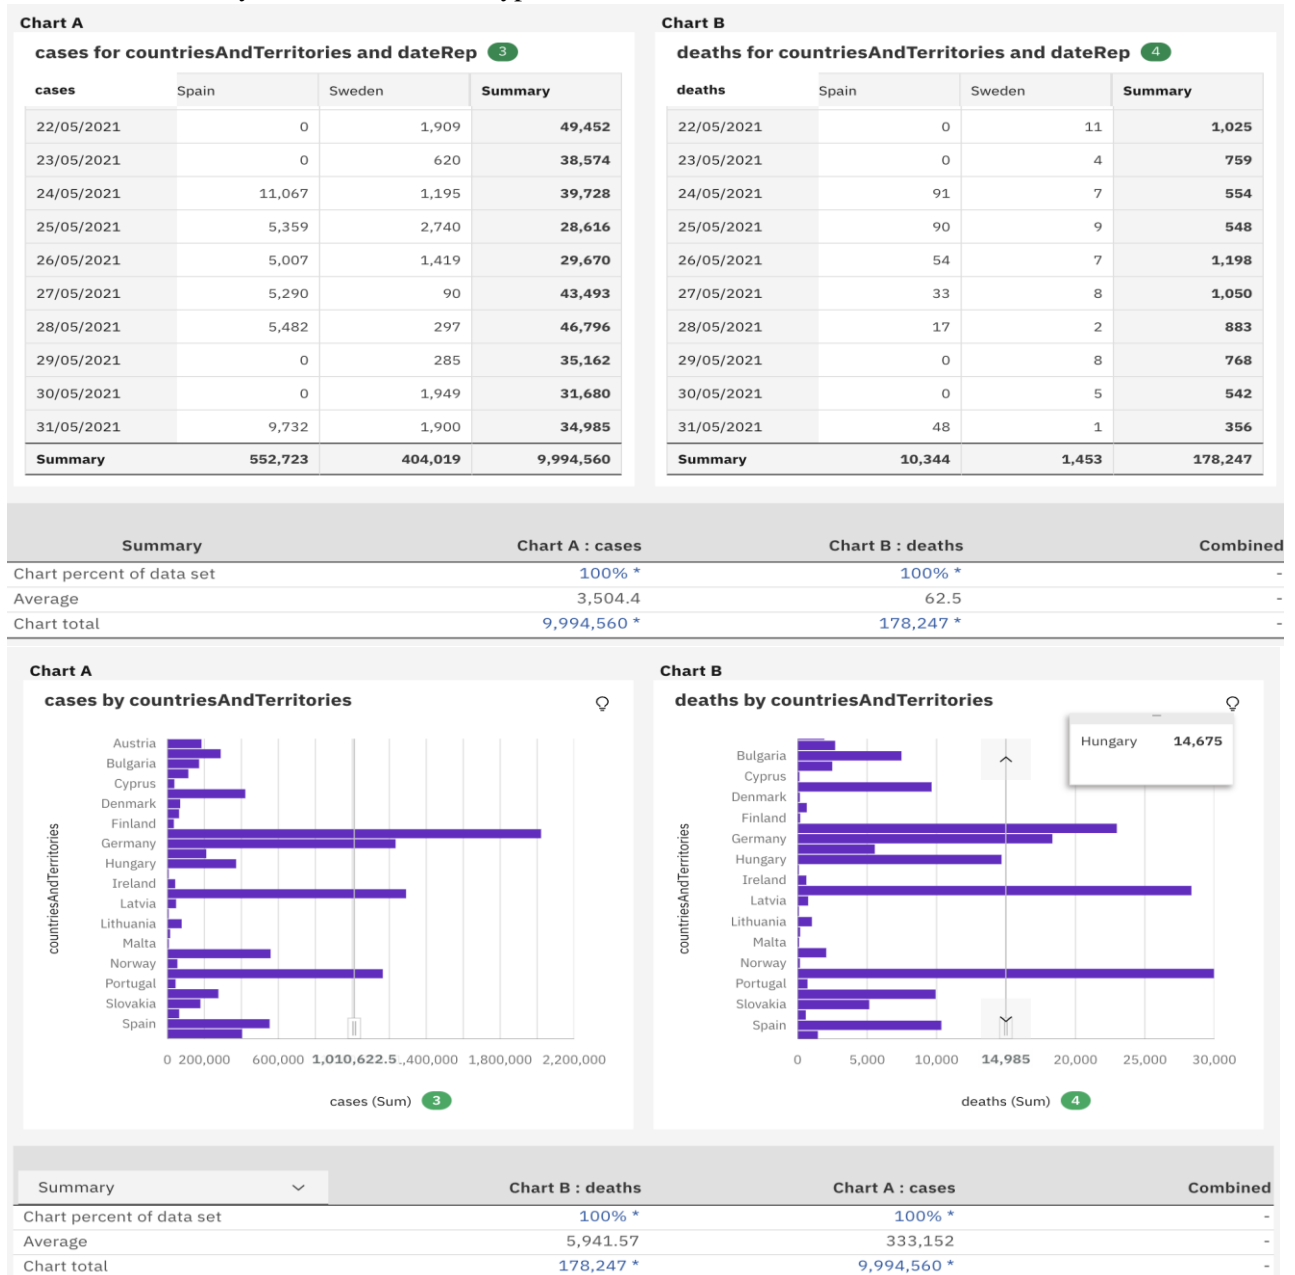 Chart A
Chart B
cases for countriesAndTerritories and dateRep 3
deaths for countriesAndTerritories and dateRep 4
cases Spain Sweden Summary
22/05/2021 0 1,909 49,452
23/05/2021 0 620 38,574
24/05/2021 11,067 1,195 39,728
25/05/2021 5,359 2,740 28,616
26/05/2021 5,007 1,419 29,670
27/05/2021 5,290 90 43,493
28/05/2021 5,482 297 46,796
29/05/2021 0 285 35,162
30/05/2021 0 1,949 31,680
31/05/2021 9,732 1,900 34,985
Summary 552,723 404,019 9,994,560
deaths Spain Sweden Summary
22/05/2021 0 11 1,025
23/05/2021 0 4 759
24/05/2021 91 7 554
25/05/2021 90 9 548
26/05/2021 54 7 1,198
27/05/2021 33 8 1,050
28/05/2021 17 2 883
29/05/2021 0 8 768
30/05/2021 0 5 542
31/05/2021 48 1 356
Summary 10,344 1,453 178,247
Summary Chart A : cases Chart B : deaths Combined
Chart percent of data set 100% * 100% * -
Average 3,504.4 62.5 -
Chart total 9,994,560 * 178,247 * -
Chart A
cases by countriesAndTerritories
countriesAndTerritories
Austria
Bulgaria
Cyprus
Denmark
Finland
Germany
Hungary
Ireland
Latvia
Lithuania
Malta
Norway
Portugal
Slovakia
Spain
0 200,000 600,000 1,010,622.5 ,400,000 1,800,000 2,200,000
cases (Sum) 3
Chart B
deaths by countriesAndTerritories
Hungary 14,675
countriesAndTerritories
Bulgaria
Cyprus
Denmark
Finland
Germany
Hungary
Ireland
Latvia
Lithuania
Malta
Norway
Portugal
Slovakia
Spain
0 5,000 10,000 14,985 20,000 25,000 30,000
deaths (Sum) 4
Summary Chart B : deaths Chart A : cases Combined
Chart percent of data set 100% * 100% * -
Average 5,941.57 333,152 -
Chart total 178,247 * 9,994,560 * -